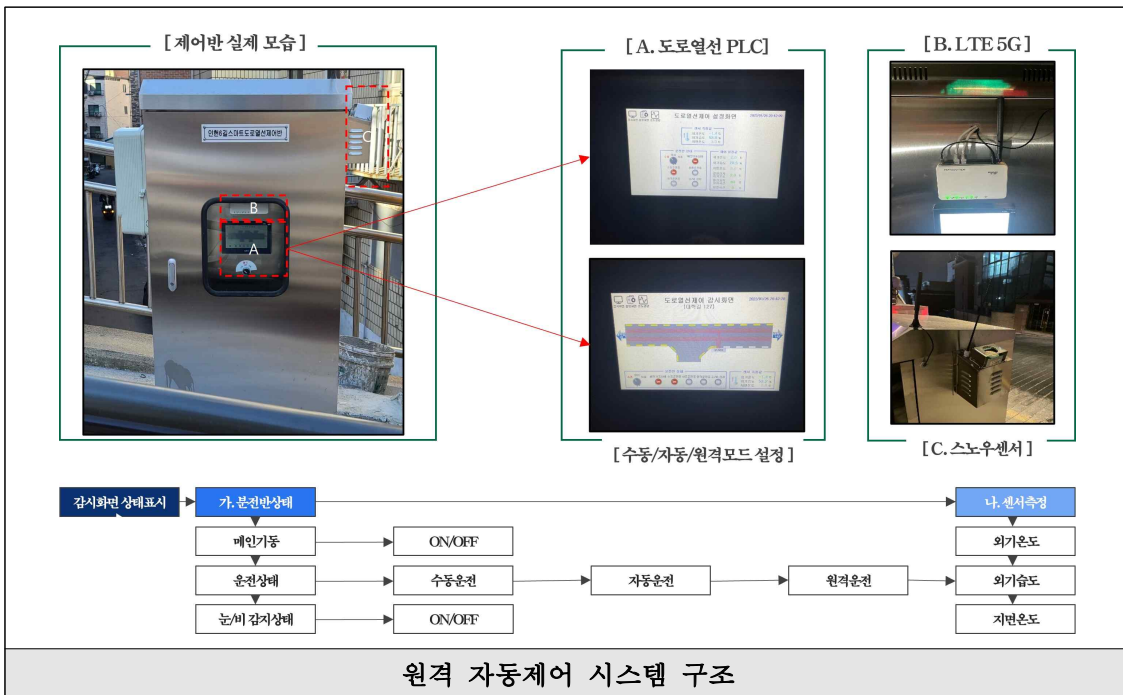 [ 제어반 실제 모습 ]
[ A. 도로열선 PLC]
[ B. LTE 5G ]
인현6길스마트도로열선제어반
C
B
A
도로열선제어 설정화면
도로열선제어 감시화면
[ 수동/자동/원격모드 설정 ]
[ C. 스노우센서 ]
감시화면 상태표시
가. 분전반상태
나. 센서측정
메인기동
ON/OFF
외기온도
운전상태
수동운전
자동운전
원격운전
외기습도
눈/비 감지상태
ON/OFF
지면온도
원격 자동제어 시스템 구조